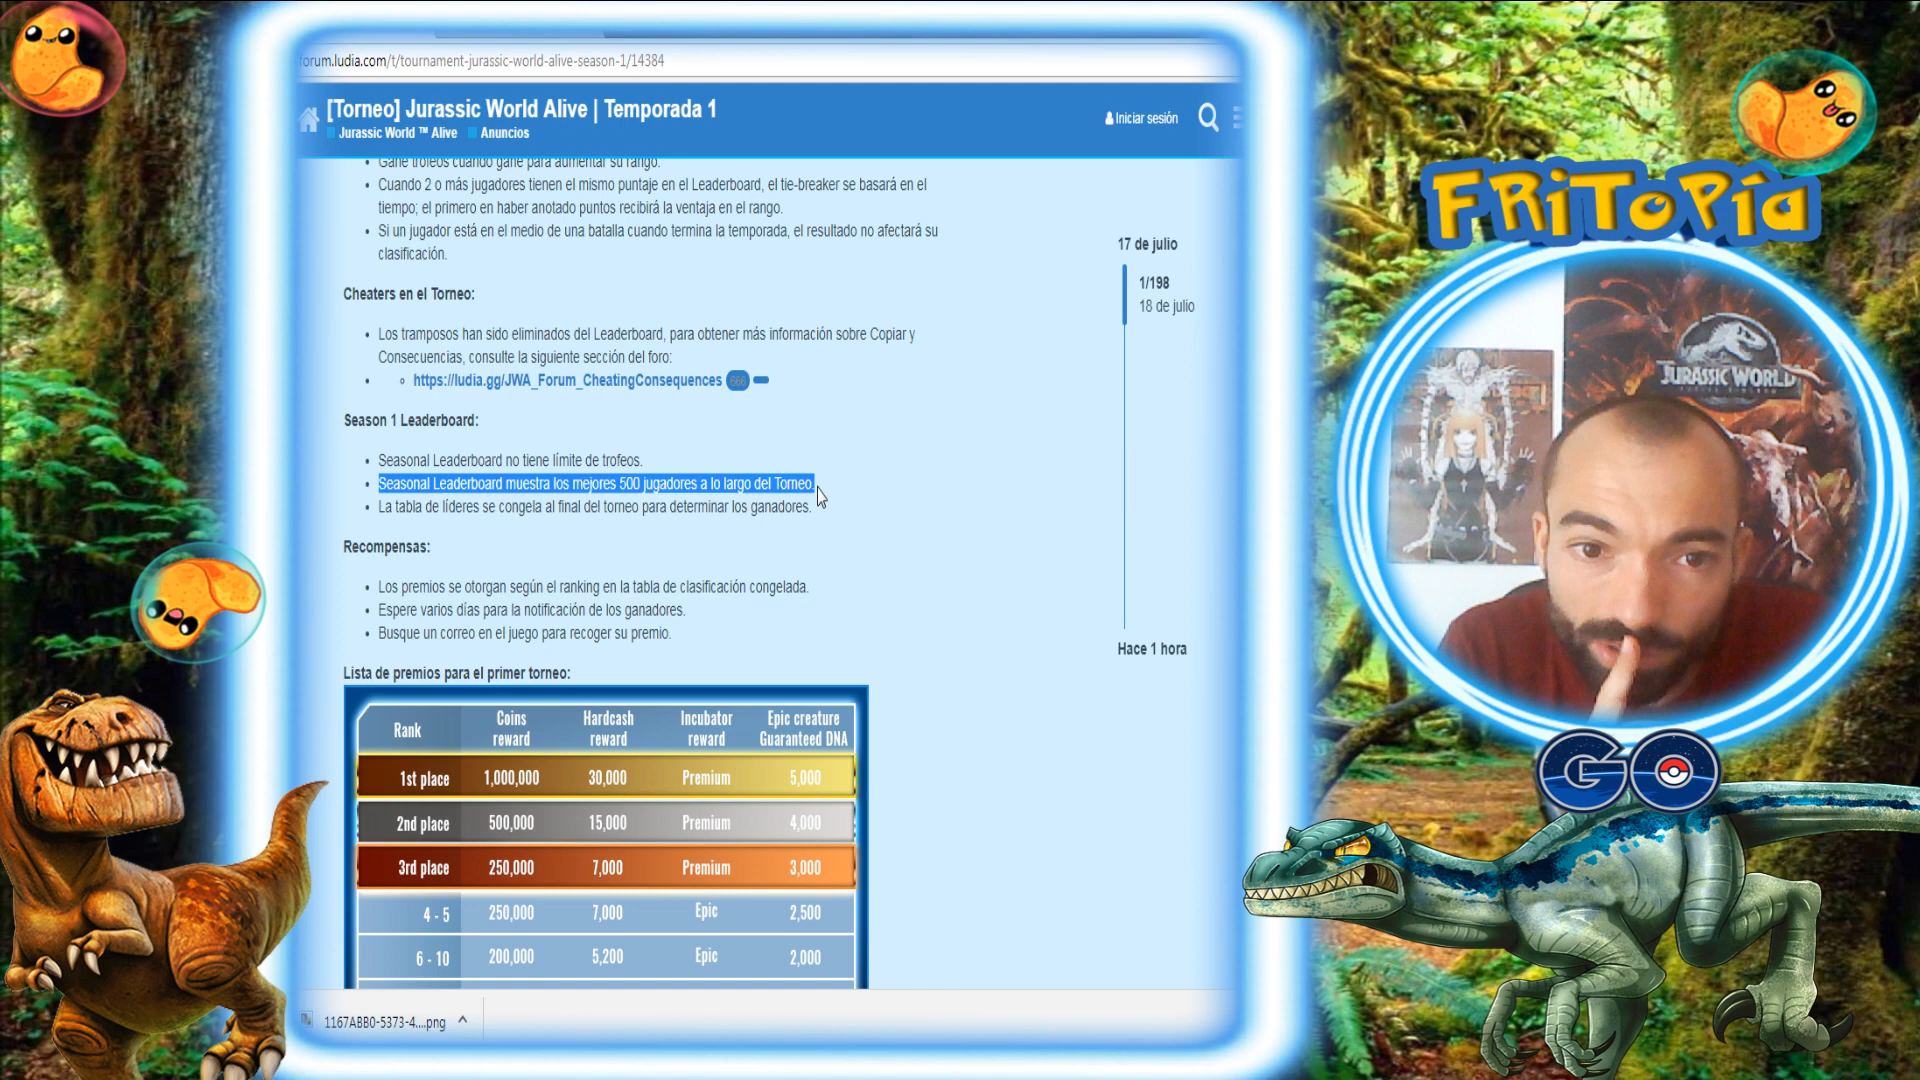 forum.ludia.com/t/tournament-jurassic-world-alive-season-1/14384
[Torneo] Jurassic World Alive | Temporada 1
Jurassic World ™ Alive Anuncios
Iniciar sesión
Gane trofeos cuando gane para aumentar su rango.
Cuando 2 o más jugadores tienen el mismo puntaje en el Leaderboard, el tie-breaker se basará en el
tiempo; el primero en haber anotado puntos recibirá la ventaja en el rango.
Si un jugador está en el medio de una batalla cuando termina la temporada, el resultado no afectará su
clasificación.
Cheaters en el Torneo:
Los tramposos han sido eliminados del Leaderboard, para obtener más información sobre Copiar y
Consecuencias, consulte la siguiente sección del foro:
https://ludia.gg/JWA_Forum_CheatingConsequences 666
Season 1 Leaderboard:
Seasonal Leaderboard no tiene límite de trofeos.
Seasonal Leaderboard muestra los mejores 500 jugadores a lo largo del Torneo.
La tabla de líderes se congela al final del torneo para determinar los ganadores.
Recompensas:
Los premios se otorgan según el ranking en la tabla de clasificación congelada.
Espere varios días para la notificación de los ganadores.
Busque un correo en el juego para recoger su premio.
Lista de premios para el primer torneo:
Rank Coins reward Hardcash reward Incubator reward Epic creature Guaranteed DNA
1st place 1,000,000 30,000 Premium 5,000
2nd place 500,000 15,000 Premium 4,000
3rd place 250,000 7,000 Premium 3,000
4 - 5 250,000 7,000 Epic 2,500
6 - 10 200,000 5,200 Epic 2,000
1167ABB0-5373-4....png
17 de julio
1/198
18 de julio
Hace 1 hora
FRiToPía
JURASSIC WORLD
GO